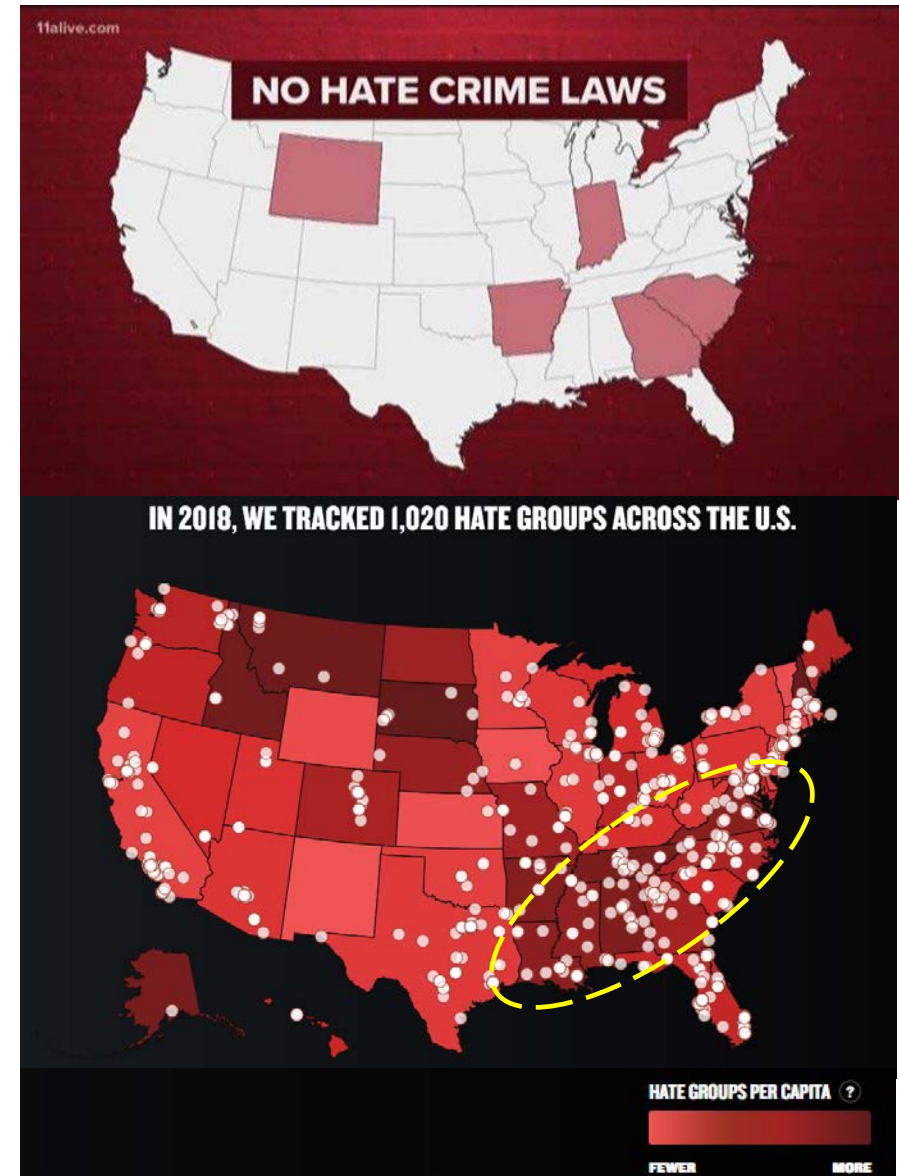 11alive.com
NO HATE CRIME LAWS
IN 2018, WE TRACKED 1,020 HATE GROUPS ACROSS THE U.S.
HATE GROUPS PER CAPITA ?
FEWER MORE